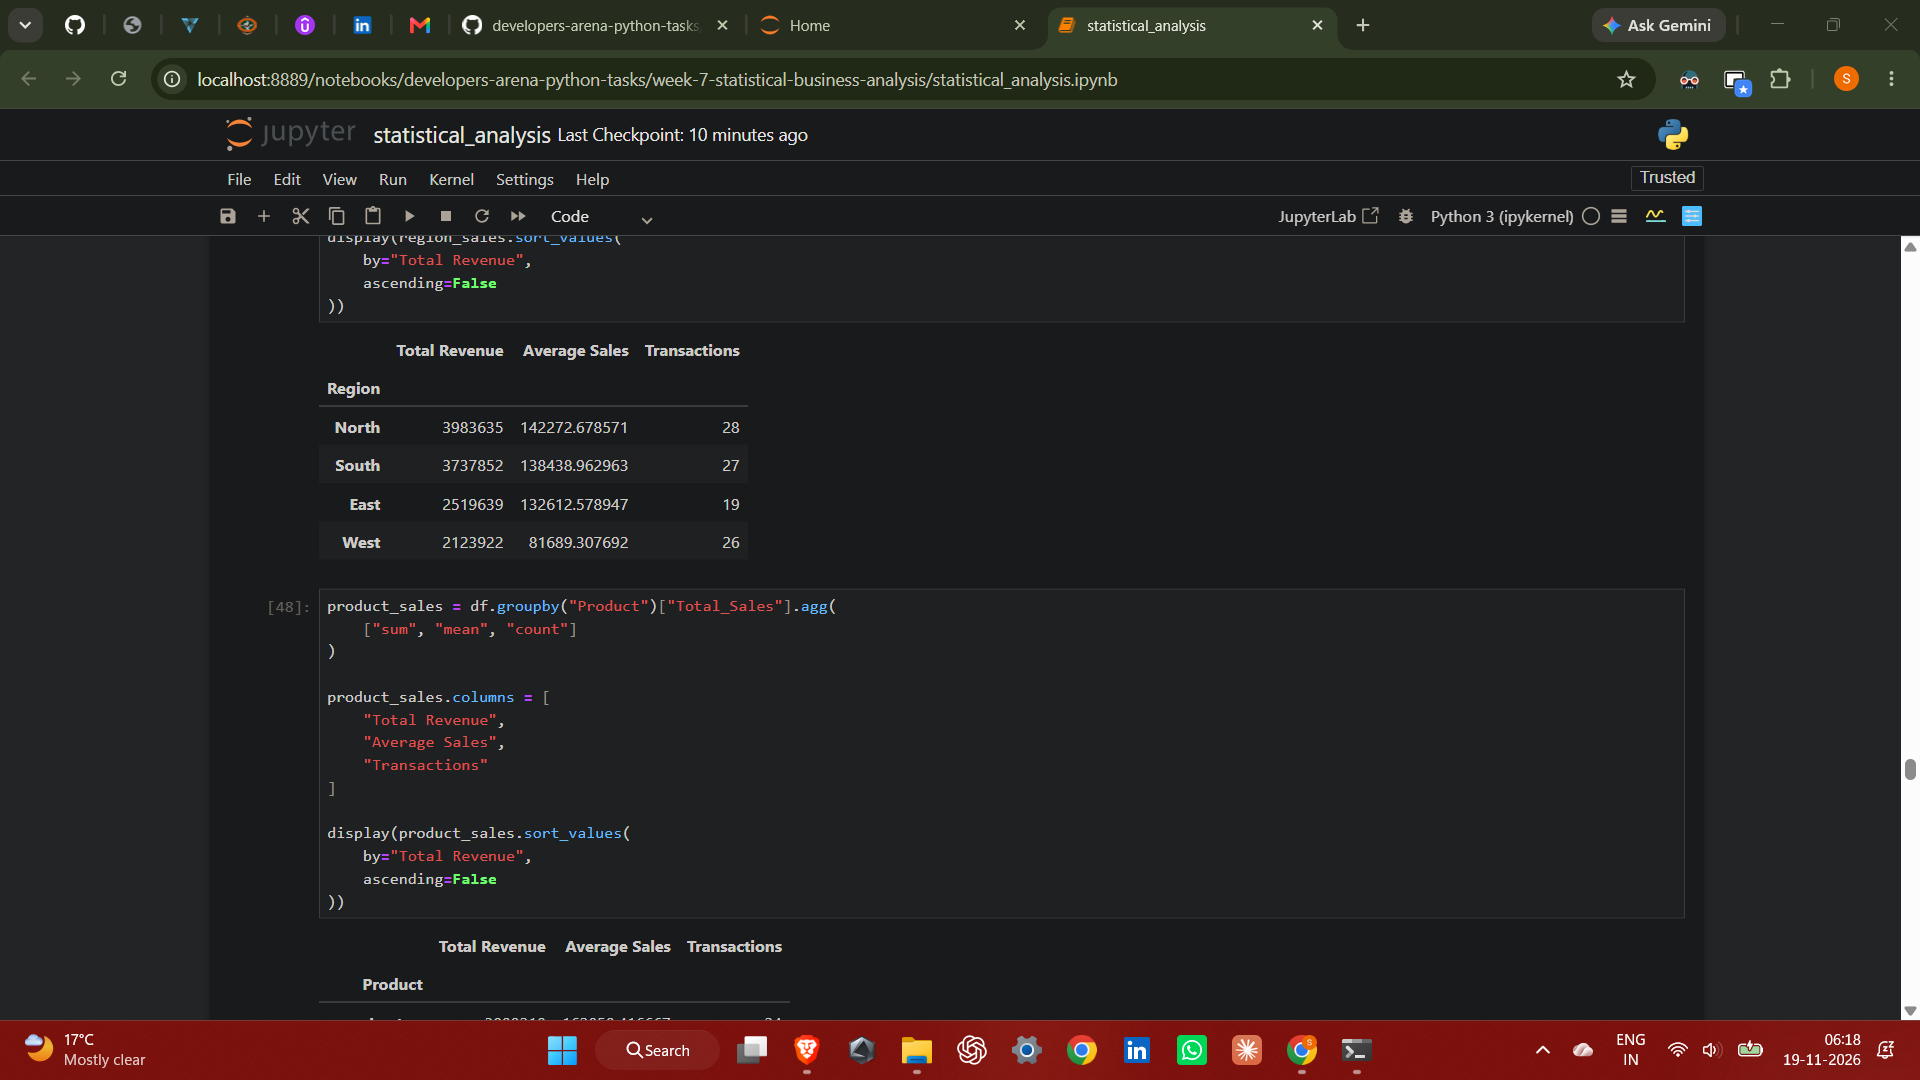 developers-arena-python-tasks
Home
statistical_analysis
Ask Gemini
localhost:8889/notebooks/developers-arena-python-tasks/week-7-statistical-business-analysis/statistical_analysis.ipynb
S
jupyter statistical_analysis Last Checkpoint: 10 minutes ago
File Edit View Run Kernel Settings Help
Trusted
Code
JupyterLab
Python 3 (ipykernel)
display(region_sales.sort_values(
by="Total Revenue",
ascending=False
))
Total Revenue Average Sales Transactions
Region
North 3983635 142272.678571 28
South 3737852 138438.962963 27
East 2519639 132612.578947 19
West 2123922 81689.307692 26
[48]: product_sales = df.groupby("Product")["Total_Sales"].agg(
["sum", "mean", "count"]
)
product_sales.columns = [
"Total Revenue",
"Average Sales",
"Transactions"
]
display(product_sales.sort_values(
by="Total Revenue",
ascending=False
))
Total Revenue Average Sales Transactions
Product
17°C
Mostly clear
Search
ENG
IN
06:18
19-11-2026